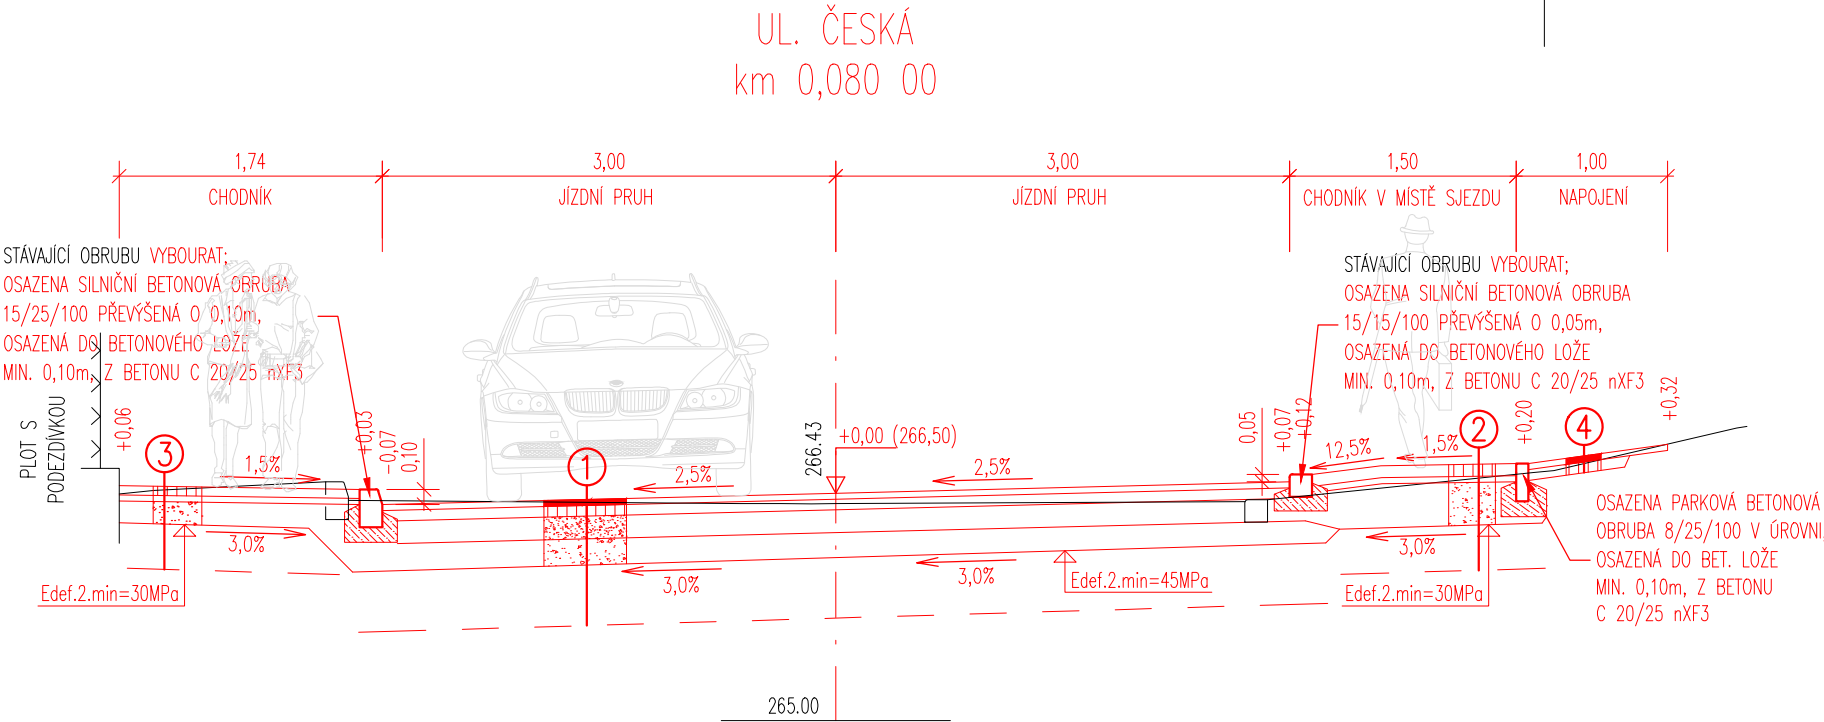 UL. ČESKÁ
km 0,080 00
1,74
3,00
3,00
1,50
1,00
CHODNÍK
JÍZDNÍ PRUH
JÍZDNÍ PRUH
CHODNÍK V MÍSTĚ SJEZDU
NAPOJENÍ
STÁVAJÍCÍ OBRUBU VYBOURAT;
OSAZENA SILNIČNÍ BETONOVÁ OBRUBA
15/25/100 PŘEVÝŠENÁ O 0,10m,
OSAZENÁ DO BETONOVÉHO LOŽE
MIN. 0,10m, Z BETONU C 20/25 nXF3
STÁVAJÍCÍ OBRUBU VYBOURAT;
OSAZENA SILNIČNÍ BETONOVÁ OBRUBA
15/15/100 PŘEVÝŠENÁ O 0,05m,
OSAZENÁ DO BETONOVÉHO LOŽE
MIN. 0,10m, Z BETONU C 20/25 nXF3
PLOT S
PODEZDÍVKOU
+0,06
3
1,5%
+0,03
-0,07
0,10
1
2,5%
266.43
+0,00 (266,50)
2,5%
0,05
+0,07
+0,12
12,5%
1,5%
2
+0,20
4
+0,32
3,0%
3,0%
3,0%
3,0%
Edef.2.min=30MPa
Edef.2.min=45MPa
Edef.2.min=30MPa
OSAZENA PARKOVÁ BETONOVÁ
OBRUBA 8/25/100 V ÚROVNI,
OSAZENÁ DO BET. LOŽE
MIN. 0,10m, Z BETONU
C 20/25 nXF3
265.00